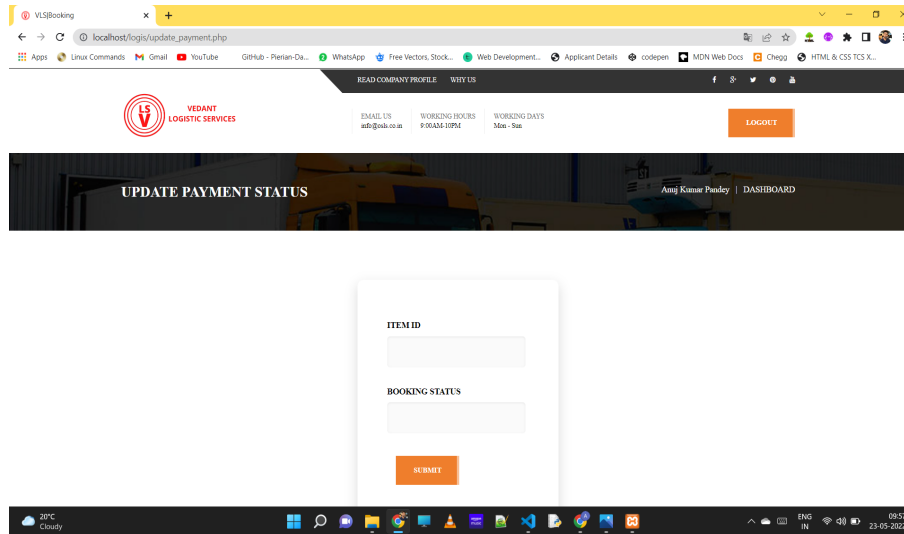 VLS|Booking
localhost/logis/update_payment.php
Apps Linux Commands Gmail YouTube GitHub - Pierian-Da... WhatsApp Free Vectors, Stock... Web Development... Applicant Details codepen MDN Web Docs Chegg HTML & CSS TCS X...
READ COMPANY PROFILE WHY US
LS
V
VEDANT
LOGISTIC SERVICES
EMAIL US WORKING HOURS WORKING DAYS
info@osls.co.in 9:00AM-10PM Mon - Sun
LOGOUT
UPDATE PAYMENT STATUS
Anuj Kumar Pandey | DASHBOARD
ITEM ID
BOOKING STATUS
SUBMIT
20°C
Cloudy
ENG
IN
09:57
23-05-2022